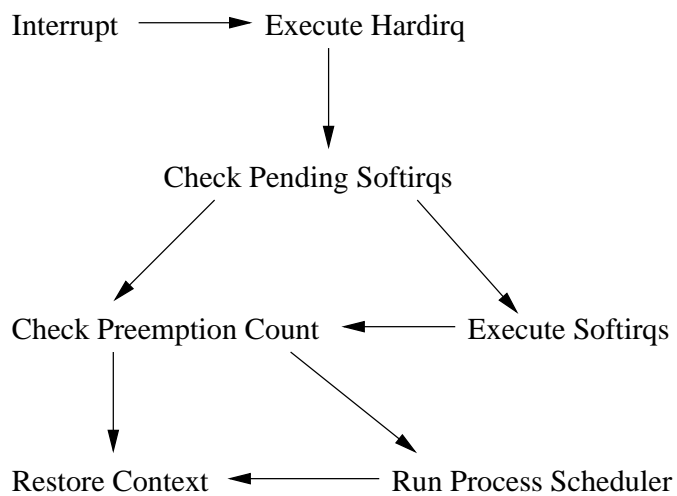 Interrupt
Execute Hardirq
Check Pending Softirqs
Check Preemption Count
Execute Softirqs
Restore Context
Run Process Scheduler